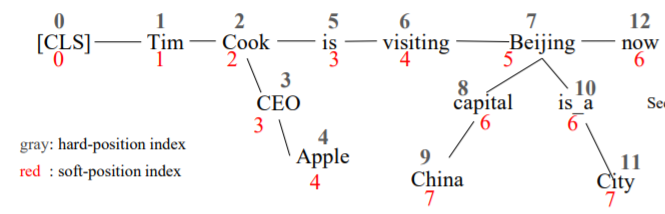 0 1 2 5 6 7 12
[CLS] Tim Cook is visiting Beijing now
0 1 2 3 4 5 6
3
CEO
3
4
Apple
4
8 10
capital is_a
6 6
9 11
China City
7 7
See
gray: hard-position index
red : soft-position index